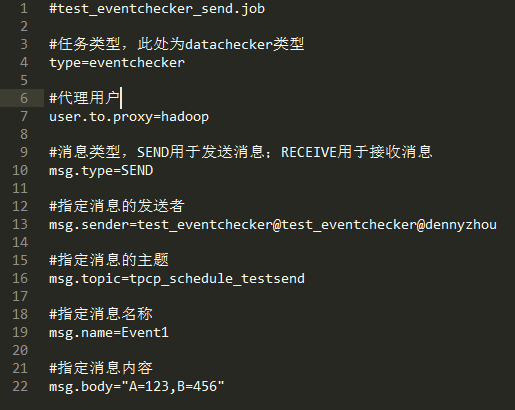 1 #test_eventchecker_send.job
2
3 #任务类型，此处为datachecker类型
4 type=eventchecker
5
6 #代理用户
7 user.to.proxy=hadoop
8
9 #消息类型，SEND用于发送消息；RECEIVE用于接收消息
10 msg.type=SEND
11
12 #指定消息的发送者
13 msg.sender=test_eventchecker@test_eventchecker@dennyzhou
14
15 #指定消息的主题
16 msg.topic=tpcp_schedule_testsend
17
18 #指定消息名称
19 msg.name=Event1
20
21 #指定消息内容
22 msg.body="A=123,B=456"